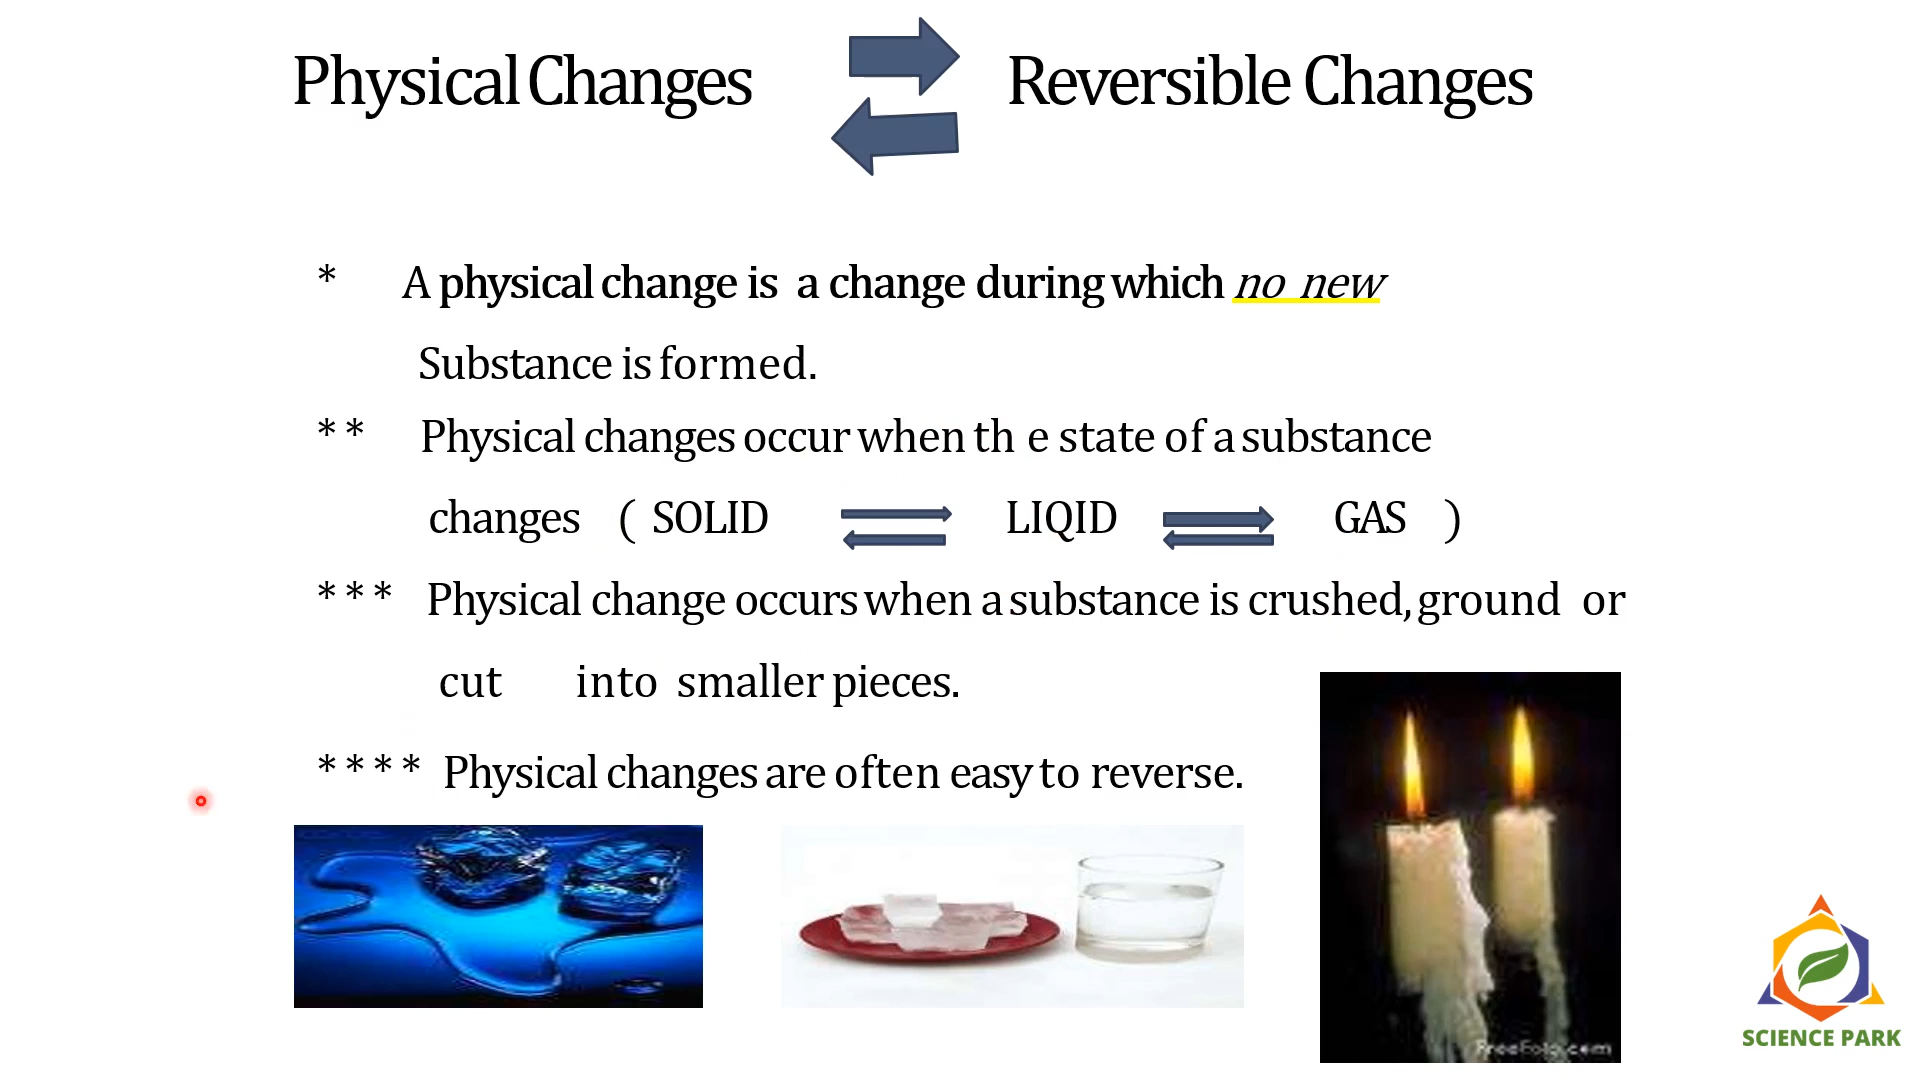 Physical Changes Reversible Changes
* A physical change is a change during which no new
Substance is formed.
** Physical changes occur when th e state of a substance
changes ( SOLID LIQID GAS )
*** Physical change occurs when a substance is crushed, ground or
cut into smaller pieces.
**** Physical changes are often easy to reverse.
FreeFoto.com
SCIENCE PARK